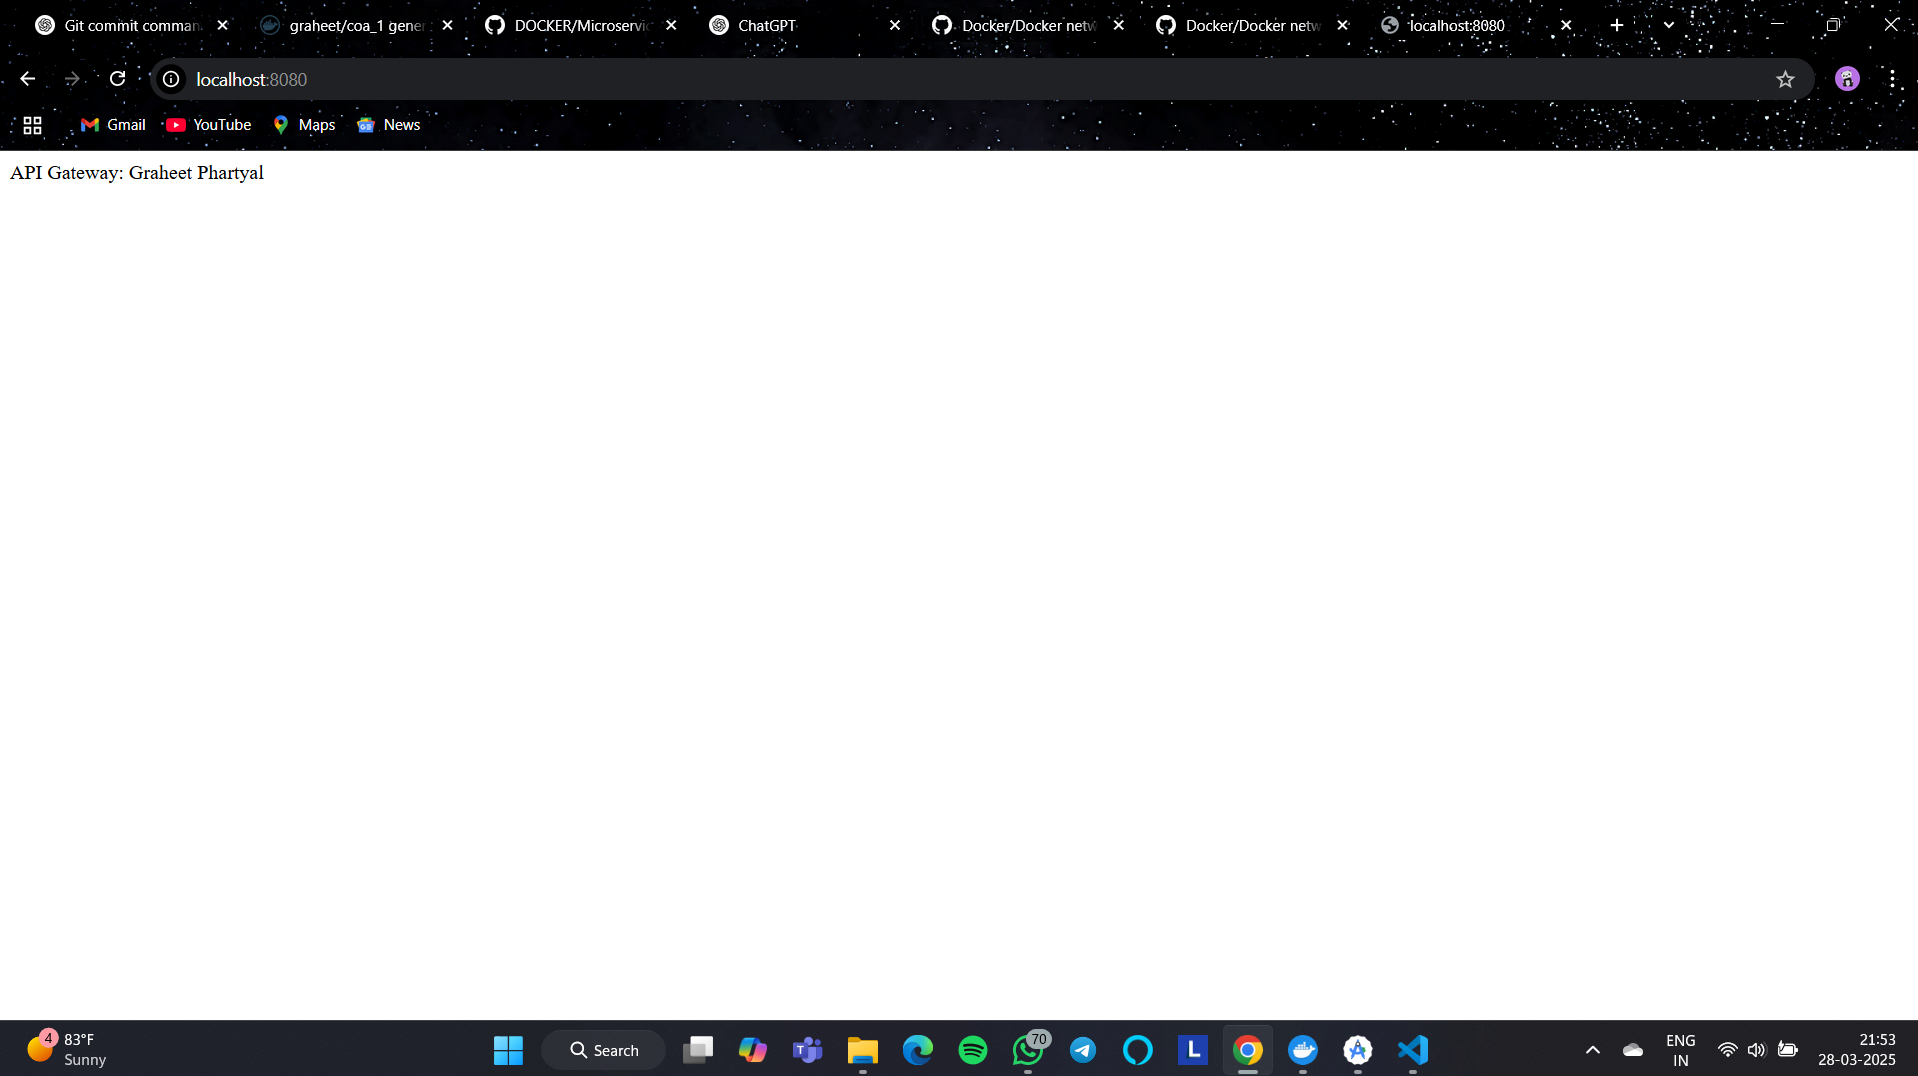 Git commit comman
graheet/coa_1 gener
DOCKER/Microservic
ChatGPT
Docker/Docker netw
Docker/Docker netw
localhost:8080
localhost:8080
Gmail
YouTube
Maps
News
API Gateway: Graheet Phartyal
4
83°F
Sunny
Search
70
L
ENG
IN
21:53
28-03-2025